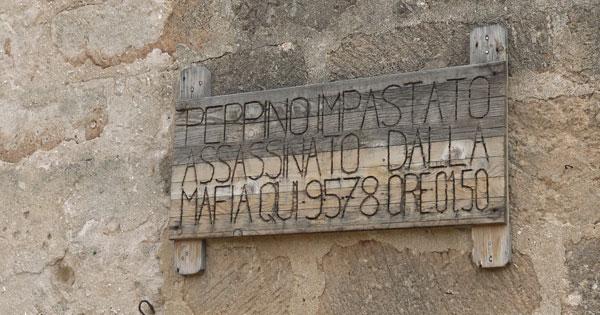 PEPPINO IMPASTATO
ASSASSINATO DALLA
MAFIA QUI·9·5·78 ORE 01,50